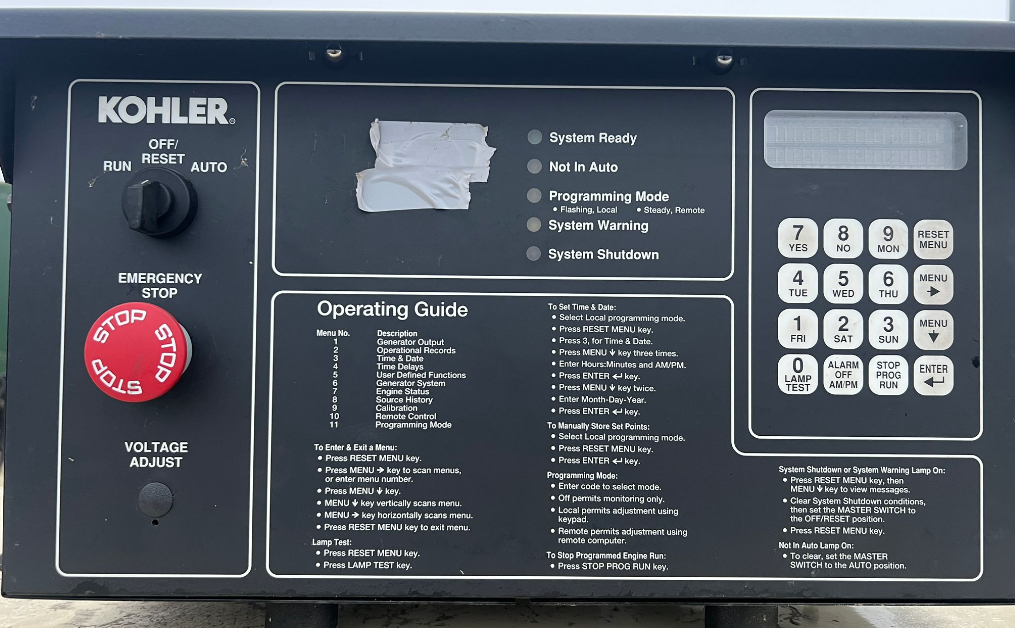 KOHLER®
OFF/
RESET
RUN
AUTO
EMERGENCY
STOP
STOP STOP STOP
VOLTAGE
ADJUST
System Ready
Not In Auto
Programming Mode
• Flashing, Local • Steady, Remote
System Warning
System Shutdown
7
YES
8
NO
9
MON
RESET
MENU
4
TUE
5
WED
6
THU
MENU
→
1
FRI
2
SAT
3
SUN
MENU
↓
0
LAMP
TEST
ALARM
OFF
AM/PM
STOP
PROG
RUN
ENTER
↵
Operating Guide
Menu No. Description
1 Generator Output
2 Operational Records
3 Time & Date
4 Time Delays
5 User Defined Functions
6 Generator System
7 Engine Status
8 Source History
9 Calibration
10 Remote Control
11 Programming Mode
To Enter & Exit a Menu:
• Press RESET MENU key.
• Press MENU → key to scan menus,
or enter menu number.
• Press MENU ↓ key.
• MENU ↓ key vertically scans menu.
• MENU → key horizontally scans menu.
• Press RESET MENU key to exit menu.
Lamp Test:
• Press RESET MENU key.
• Press LAMP TEST key.
To Set Time & Date:
• Select Local programming mode.
• Press RESET MENU key.
• Press 3, for Time & Date.
• Press MENU ↓ key three times.
• Enter Hours:Minutes and AM/PM.
• Press ENTER ↵ key.
• Press MENU ↓ key twice.
• Enter Month-Day-Year.
• Press ENTER ↵ key.
To Manually Store Set Points:
• Select Local programming mode.
• Press RESET MENU key.
• Press ENTER ↵ key.
Programming Mode:
• Enter code to select mode.
• Off permits monitoring only.
• Local permits adjustment using
keypad.
• Remote permits adjustment using
remote computer.
To Stop Programmed Engine Run:
• Press STOP PROG RUN key.
System Shutdown or System Warning Lamp On:
• Press RESET MENU key, then
MENU ↓ key to view messages.
• Clear System Shutdown conditions,
then set the MASTER SWITCH to
the OFF/RESET position.
• Press RESET MENU key.
Not In Auto Lamp On:
• To clear, set the MASTER
SWITCH to the AUTO position.